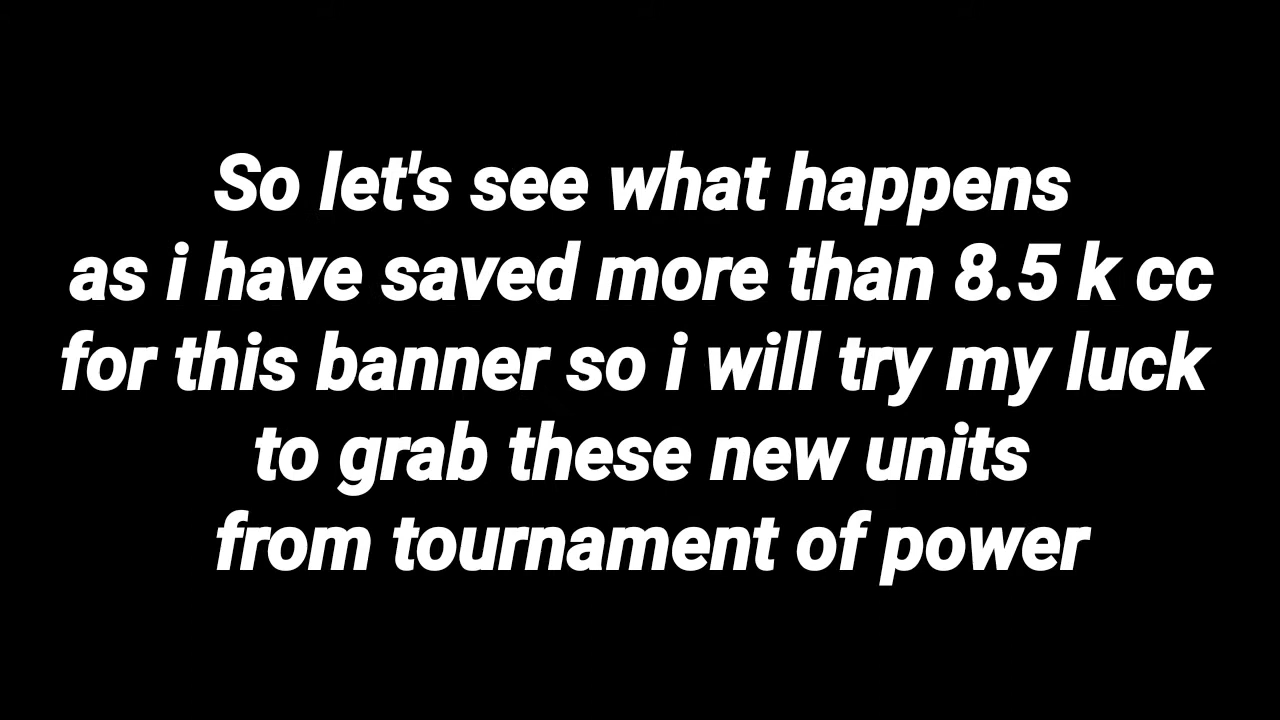 So let's see what happens
as i have saved more than 8.5 k cc
for this banner so i will try my luck
to grab these new units
from tournament of power